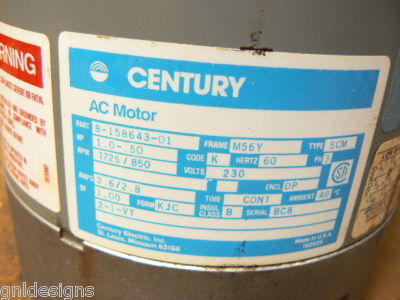 RNING
CENTURY
AC Motor
PART 8-158643-01 FRAME M56Y TYPE SCM
HP 1.0-.50 CODE K HERTZ 60 PH 3
RPM 1725/850 VOLTS 230
AMPS 2.6/2.8 ENCL DP
SF 1.00 TIME CONT AMBIENT 40 °C
2-1-VT FORM KJC INSUL CLASS B SERIAL BC8
Century Electric, Inc.
St. Louis, Missouri 63166
MADE IN U.S.A.
gnldesigns